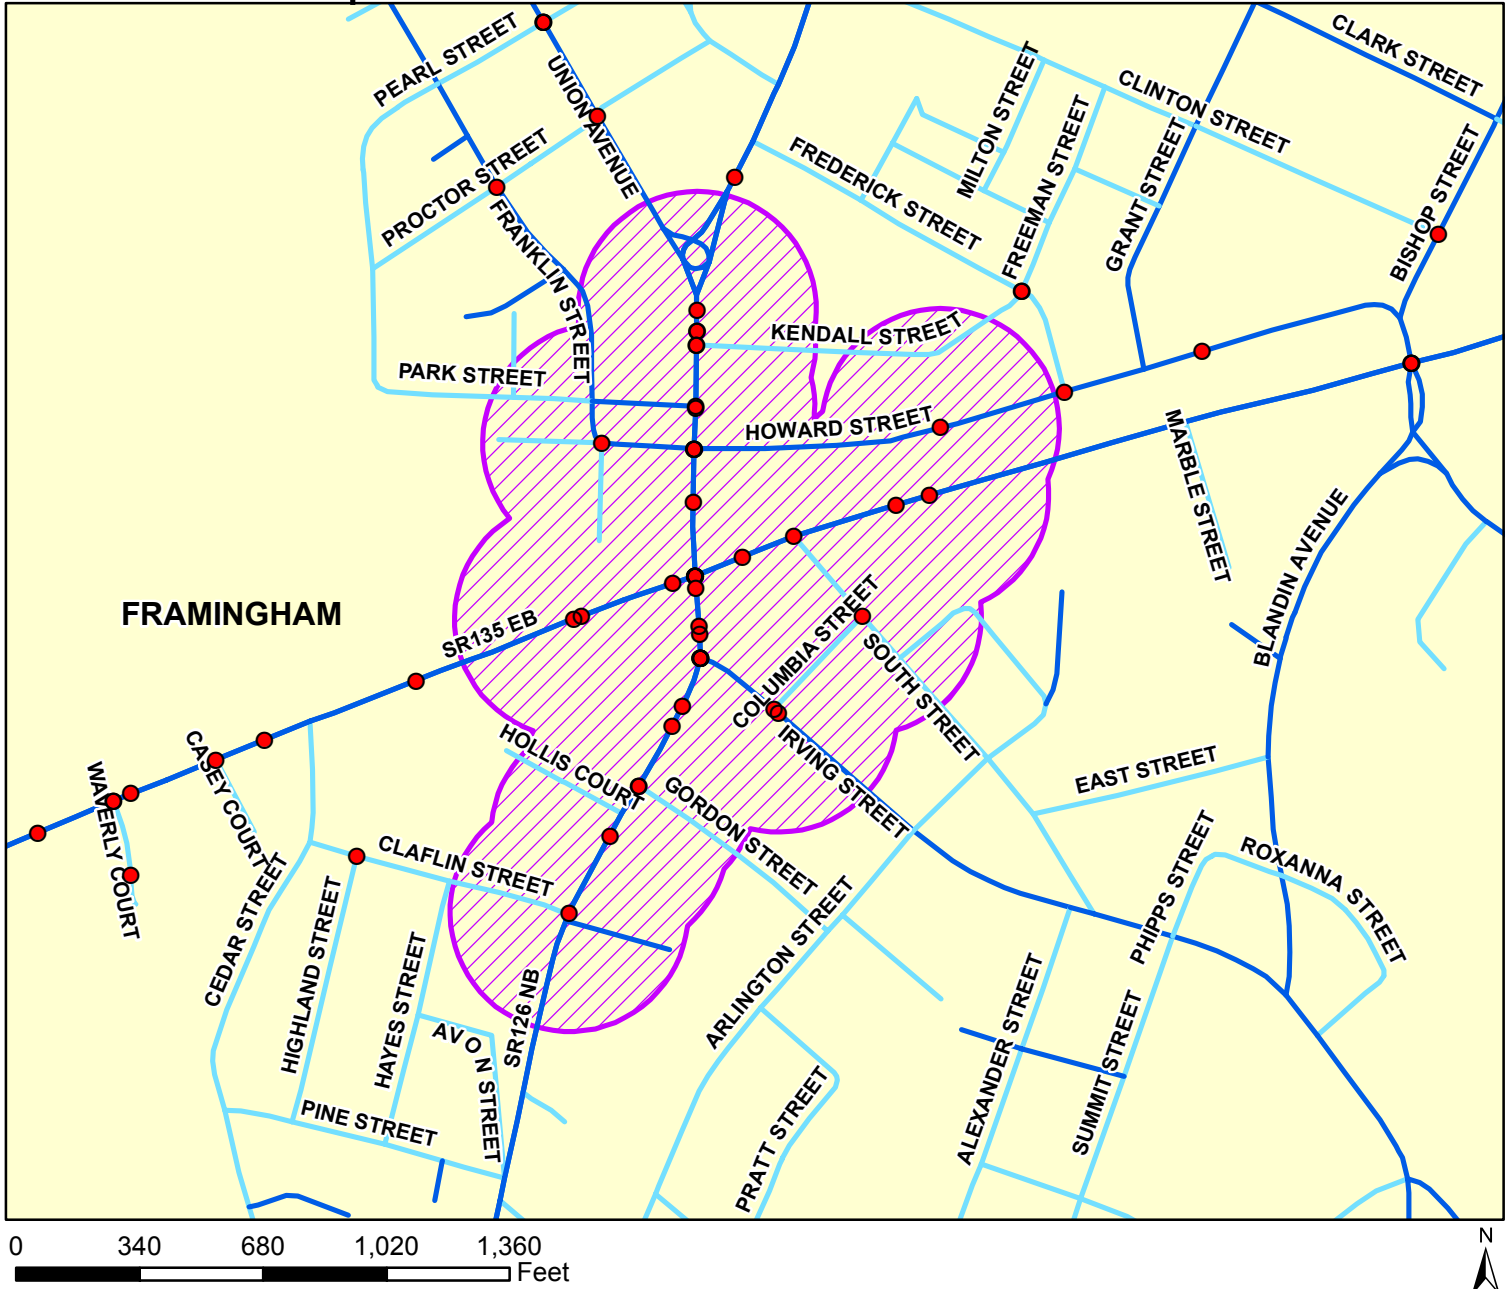 CLARK STREET
PEARL STREET
UNION AVENUE
MILTON STREET
CLINTON STREET
FREEMAN STREET
GRANT STREET
BISHOP STREET
PROCTOR STREET
FREDERICK STREET
FRANKLIN STREET
KENDALL STREET
PARK STREET
HOWARD STREET
MARBLE STREET
BLANDIN AVENUE
FRAMINGHAM
SR135 EB
COLUMBIA STREET
SOUTH STREET
HOLLIS COURT
IRVING STREET
EAST STREET
WAVERLY COURT
CASEY COURT
GORDON STREET
CLAFLIN STREET
PHIPPS STREET
ROXANNA STREET
CEDAR STREET
HIGHLAND STREET
HAYES STREET
ARLINGTON STREET
SR126 NB
AVON STREET
ALEXANDER STREET
SUMMIT STREET
PINE STREET
PRATT STREET
0 340 680 1,020 1,360
Feet
N